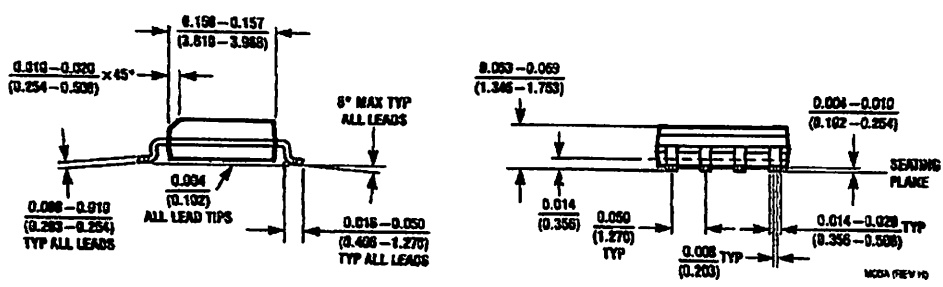 0.150−0.157
(3.810−3.988)
0.010−0.020 ×45°
(0.254−0.508)
8° MAX TYP
ALL LEADS
0.004
(0.102)
ALL LEAD TIPS
0.008−0.010
(0.203−0.254)
TYP ALL LEADS
0.016−0.050
(0.406−1.270)
TYP ALL LEADS
0.053−0.069
(1.346−1.753)
0.004−0.010
(0.102−0.254)
SEATING
PLANE
0.014
(0.356)
0.050
(1.270)
TYP
0.014−0.020 TYP
(0.356−0.508)
0.008 TYP
(0.203)
M08A (REV H)